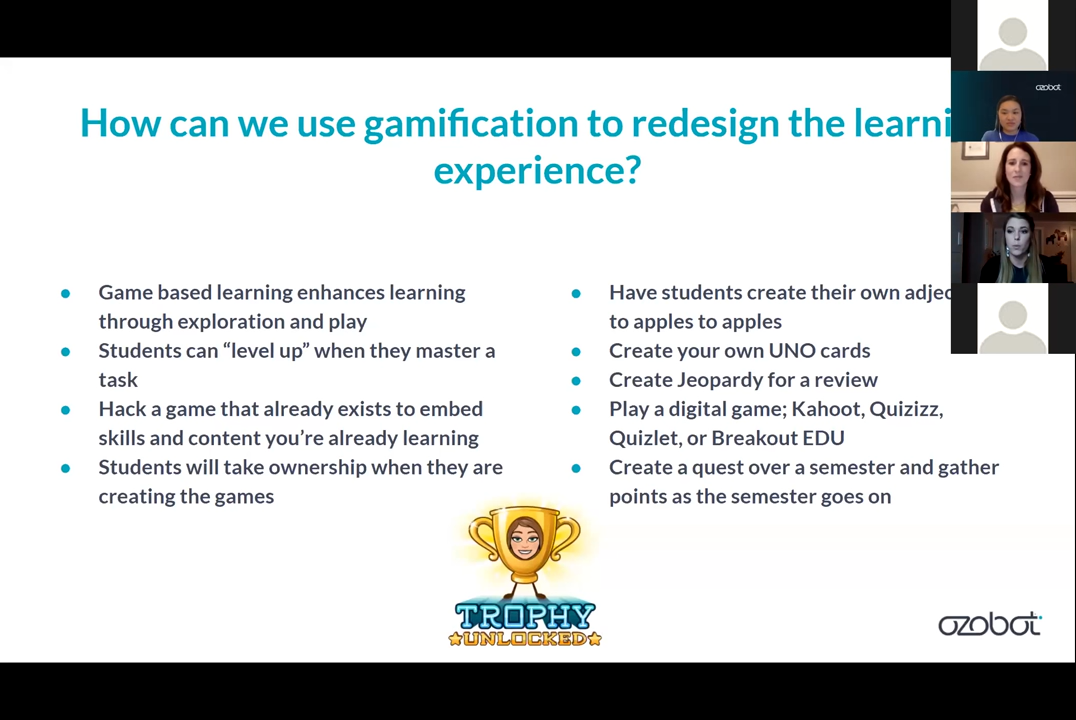 How can we use gamification to redesign the
experience?
Game based learning enhances learning
through exploration and play
Students can “level up” when they master a
task
Hack a game that already exists to embed
skills and content you’re already learning
Students will take ownership when they are
creating the games
Have students create their own
to apples to apples
Create your own UNO cards
Create Jeopardy for a review
Play a digital game; Kahoot, Quizizz,
Quizlet, or Breakout EDU
Create a quest over a semester and gather
points as the semester goes on
TROPHY
UNLOCKED
ozobot
ozobot